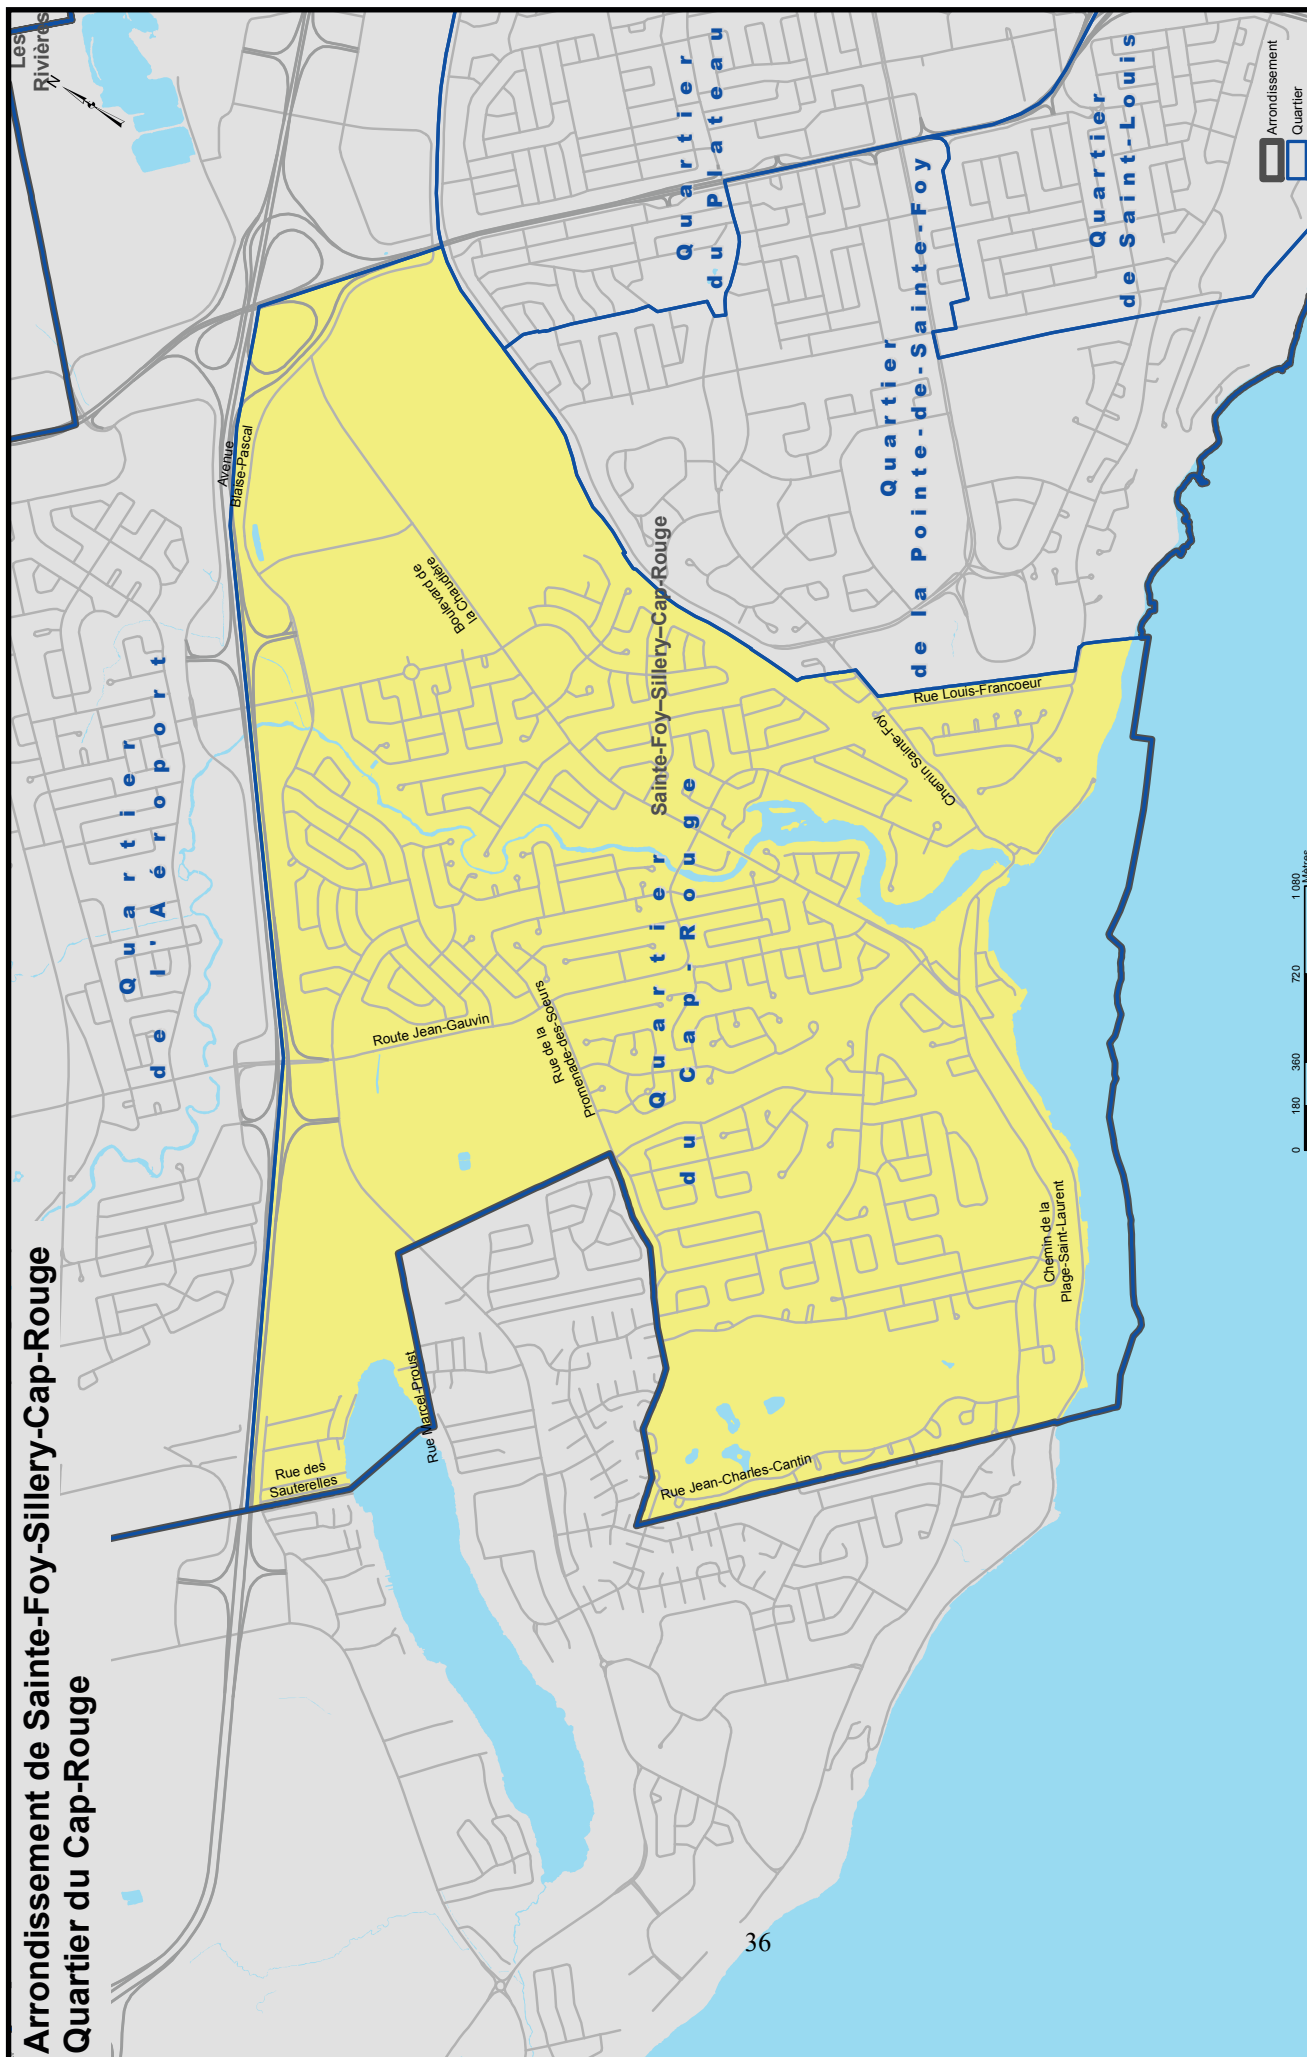 Arrondissement de Sainte-Foy-Sillery-Cap-Rouge
Quartier du Cap-Rouge
Les
Rivières
N
Quartier
de l'Aéroport
Avenue
Blaise-Pascal
Boulevard de
la Chaudière
Route Jean-Gauvin
Rue de la
Promenade-des-Soeurs
Rue des
Sauterelles
Rue Marcel-Proust
Rue Jean-Charles-Cantin
Sainte-Foy–Sillery–Cap-Rouge
Quartier
du Cap-Rouge
Quartier
du Plateau
Quartier
de la Pointe-de-Sainte-Foy
Quartier
de Saint-Louis
Rue Louis-Francoeur
Chemin Sainte-Foy
Chemin de la
Plage-Saint-Laurent
Arrondissement
Quartier
0 180 360 720 1 080
Mètres
36